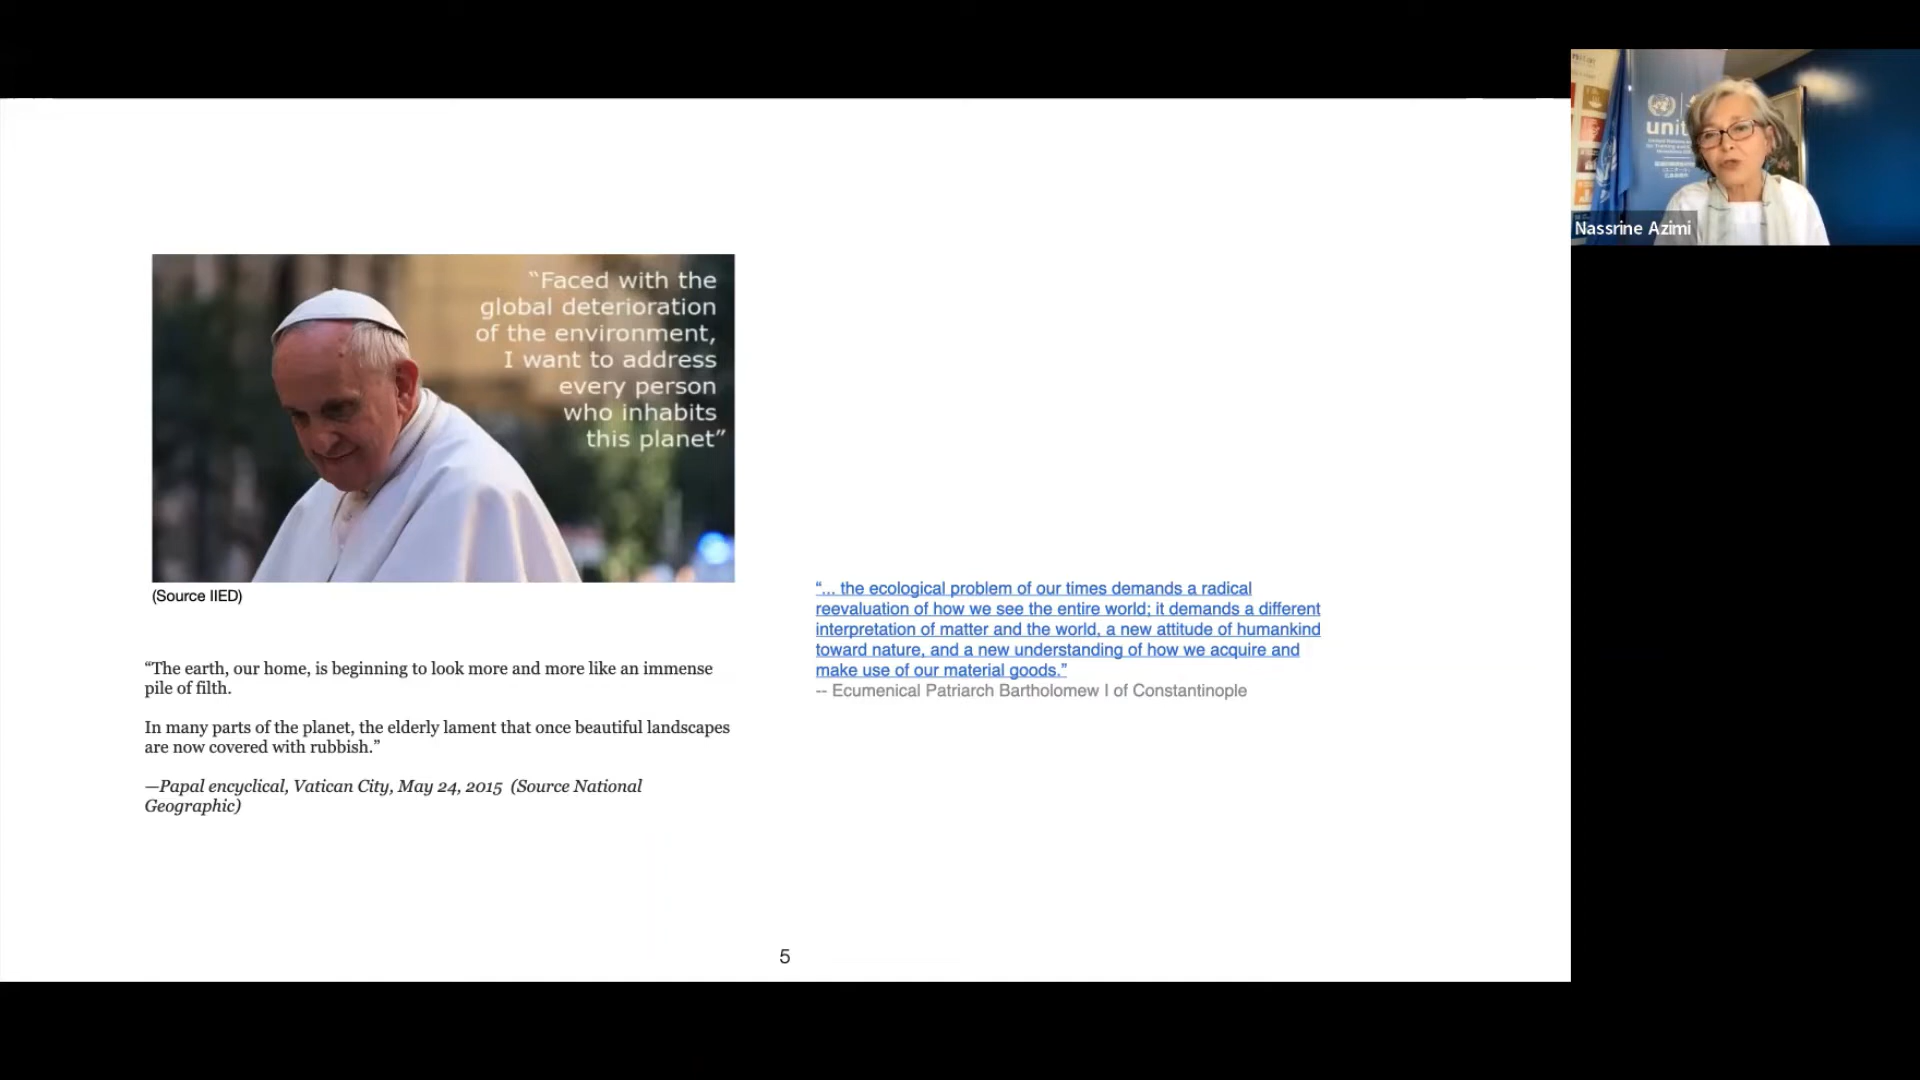 “Faced with the
global deterioration
of the environment,
I want to address
every person
who inhabits
this planet”
(Source IIED)
“The earth, our home, is beginning to look more and more like an immense
pile of filth.
In many parts of the planet, the elderly lament that once beautiful landscapes
are now covered with rubbish.”
—Papal encyclical, Vatican City, May 24, 2015 (Source National
Geographic)
“... the ecological problem of our times demands a radical
reevaluation of how we see the entire world; it demands a different
interpretation of matter and the world, a new attitude of humankind
toward nature, and a new understanding of how we acquire and
make use of our material goods.”
-- Ecumenical Patriarch Bartholomew I of Constantinople
5
unit
Nassrine Azimi